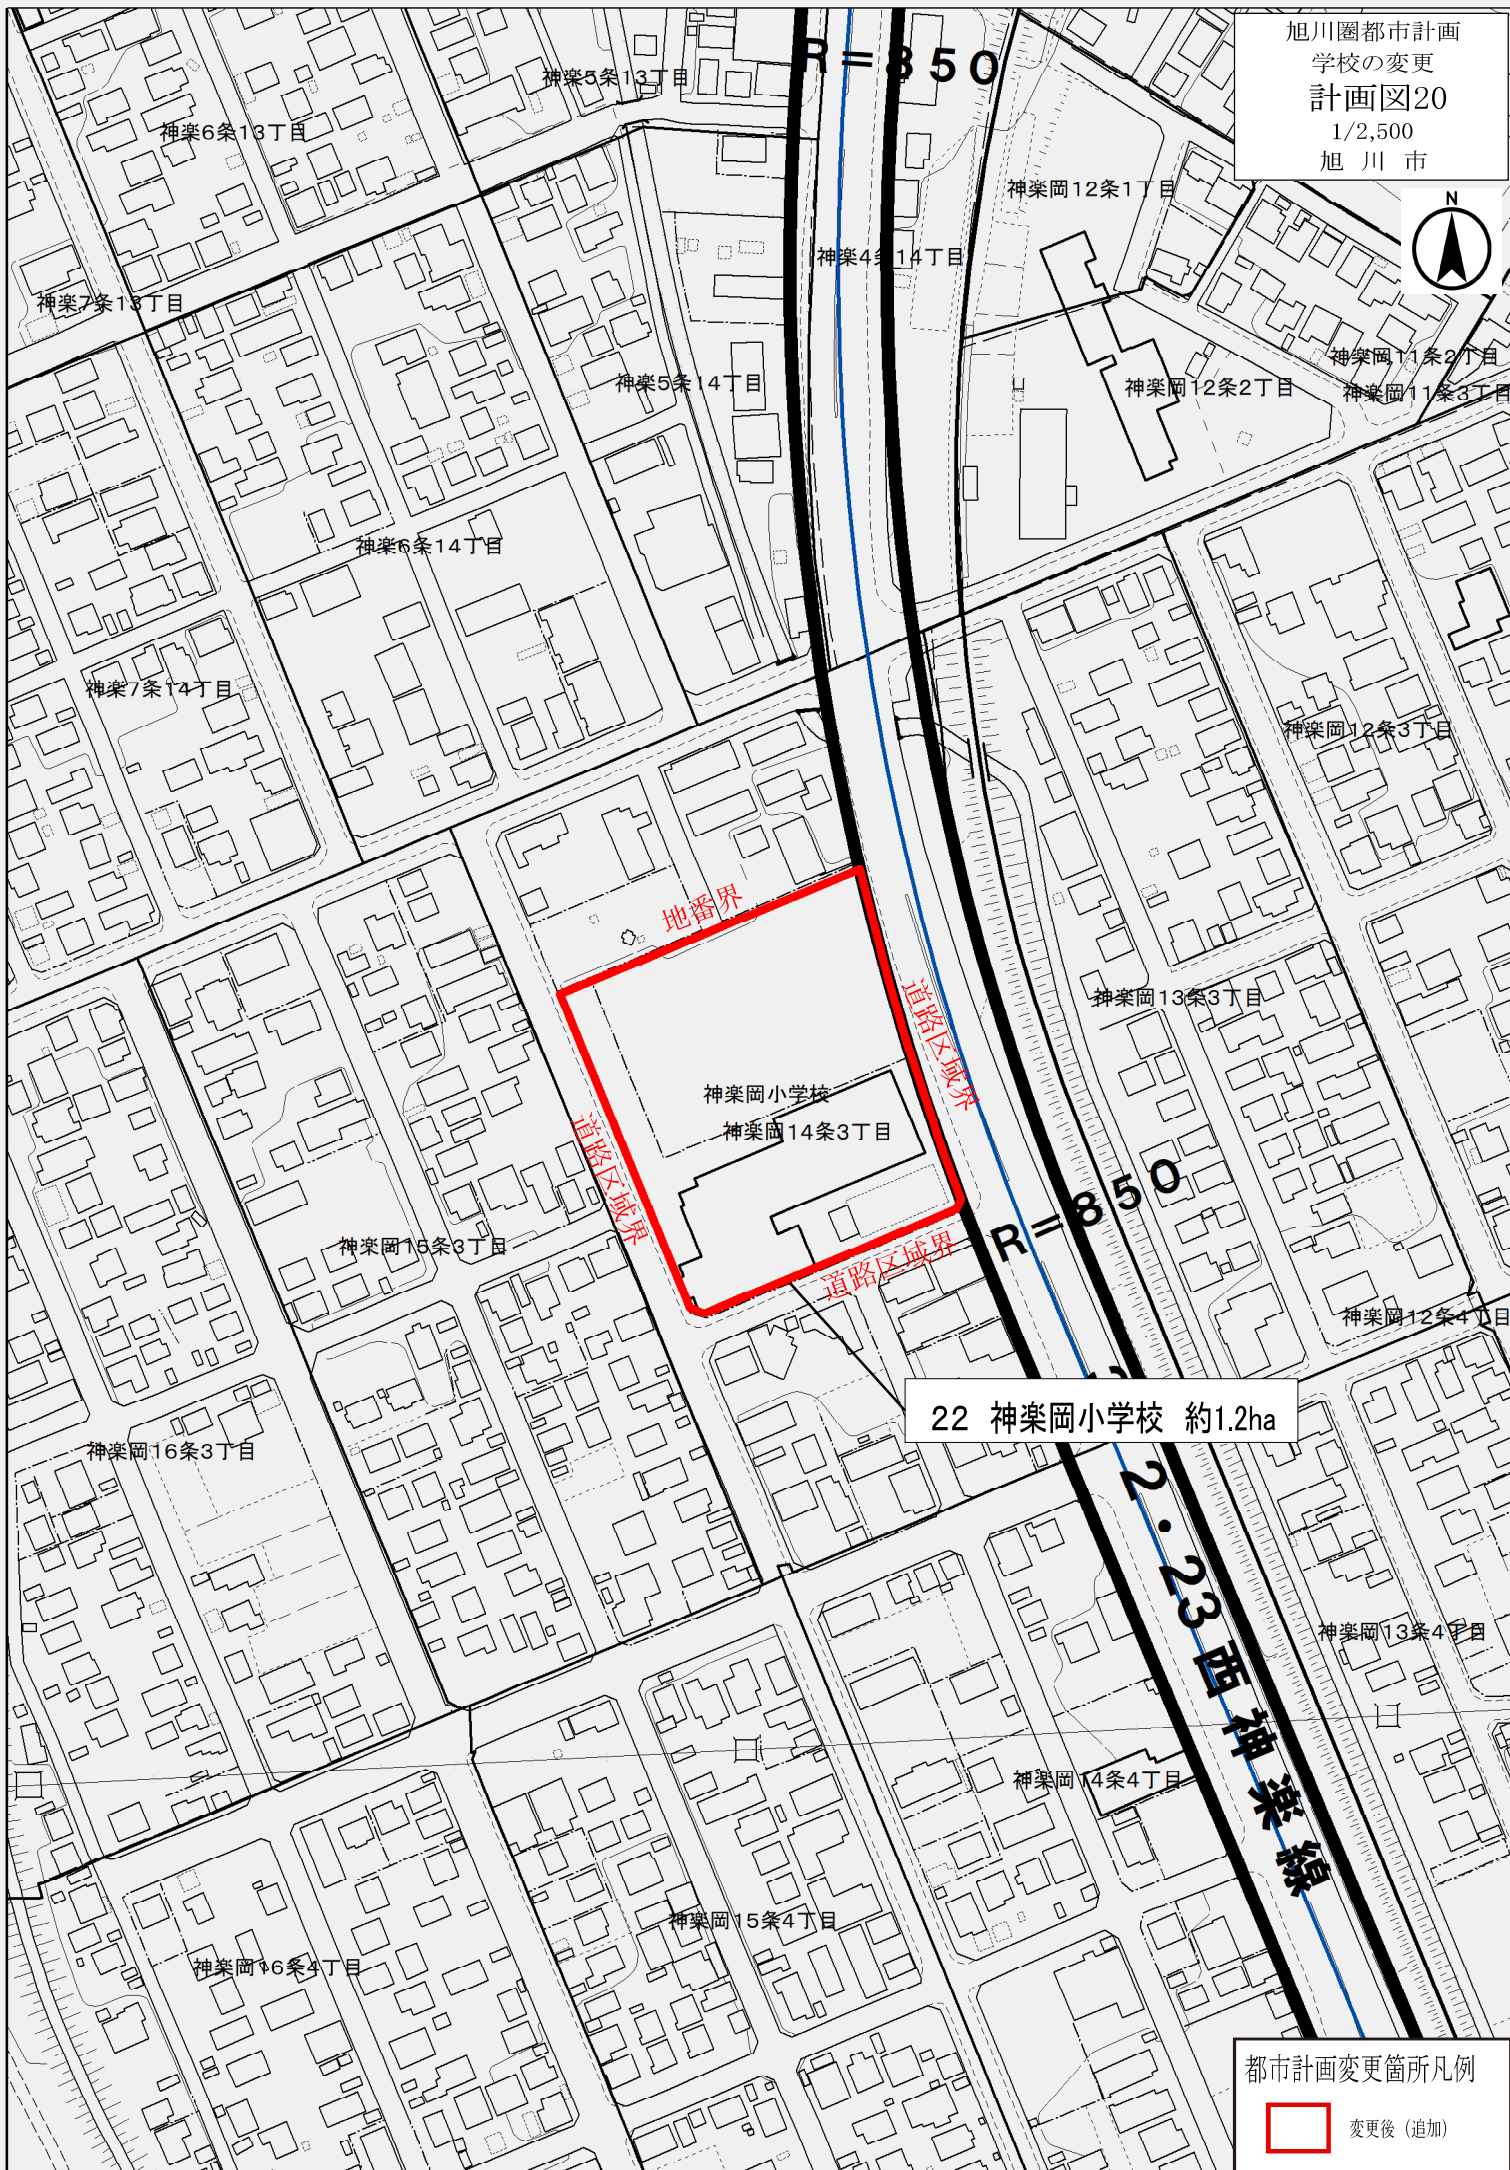 旭川圏都市計画
学校の変更
計画図20
1/2,500
旭 川 市
N
R=850
神楽5条13丁目
神楽6条13丁目
神楽岡12条1丁目
神楽4条14丁目
神楽7条13丁目
神楽岡11条2丁目
神楽5条14丁目
神楽岡12条2丁目
神楽岡11条3丁目
神楽6条14丁目
神楽7条14丁目
神楽岡12条3丁目
地番界
道路区域界
神楽岡13条3丁目
神楽岡小学校
神楽岡14条3丁目
道路区域界
R=850
神楽岡15条3丁目
道路区域界
神楽岡12条4丁目
22 神楽岡小学校 約1.2ha
神楽岡16条3丁目
2・23西神楽線
神楽岡13条4丁目
神楽岡14条4丁目
神楽岡15条4丁目
神楽岡16条4丁目
都市計画変更箇所凡例
変更後（追加）